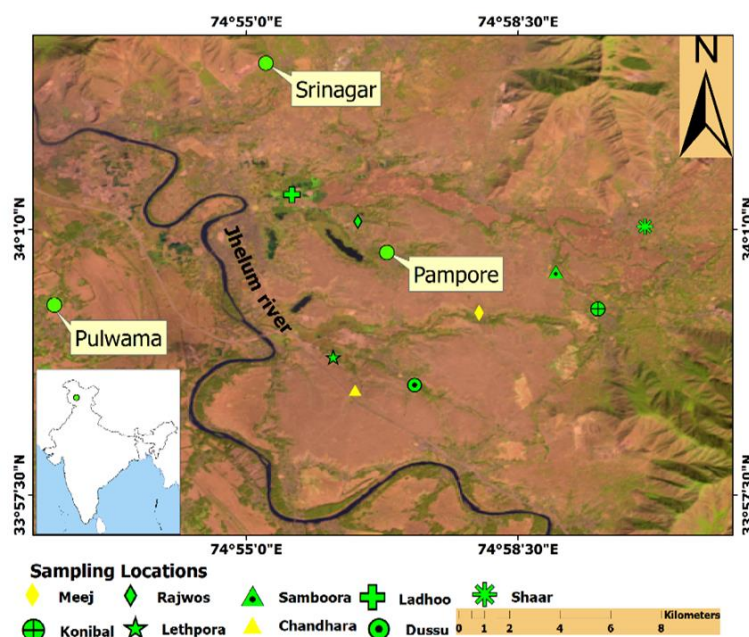 74°55'0"E 74°58'30"E
N
Srinagar
34°1'0"N 34°1'0"N
Jhelum river
Pampore
Pulwama
33°57'30"N 33°57'30"N
74°55'0"E 74°58'30"E
Sampling Locations
Meej Rajwos Samboora Ladhoo Shaar
Konibal Lethpora Chandhara Dussu
Kilometers
0 1 2 4 6 8